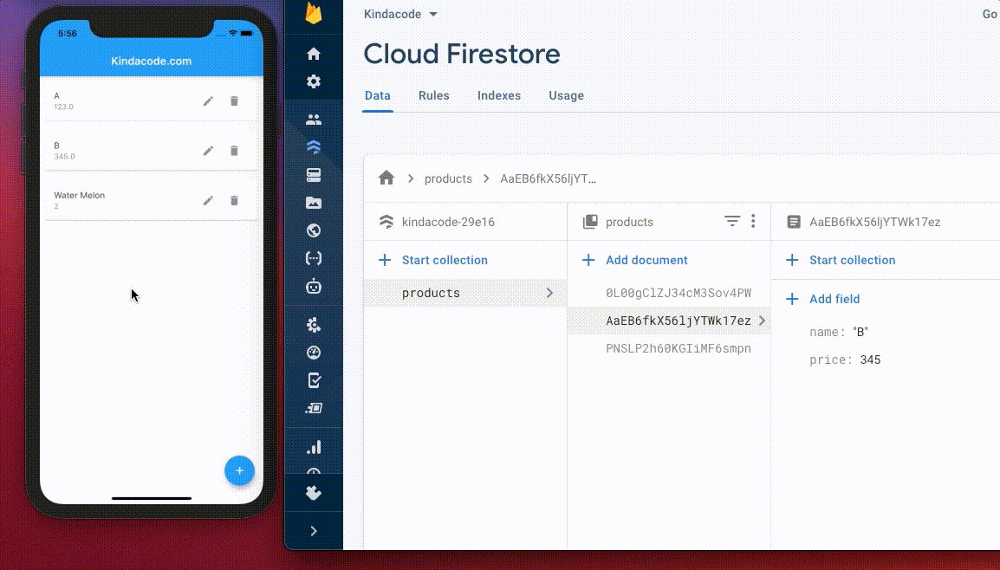 5:56
Kindacode.com
A
123.0
B
345.0
Water Melon
2
+
Kindacode
Go
Cloud Firestore
Data Rules Indexes Usage
products AaEB6fkX56ljYT...
kindacode-29e16
Start collection
products
products
Add document
0L00gClZJ34cM3Sov4PW
AaEB6fkX56ljYTWk17ez
PNSLP2h60KGIiMF6smpn
AaEB6fkX56ljYTWk17ez
Start collection
Add field
name: "B"
price: 345